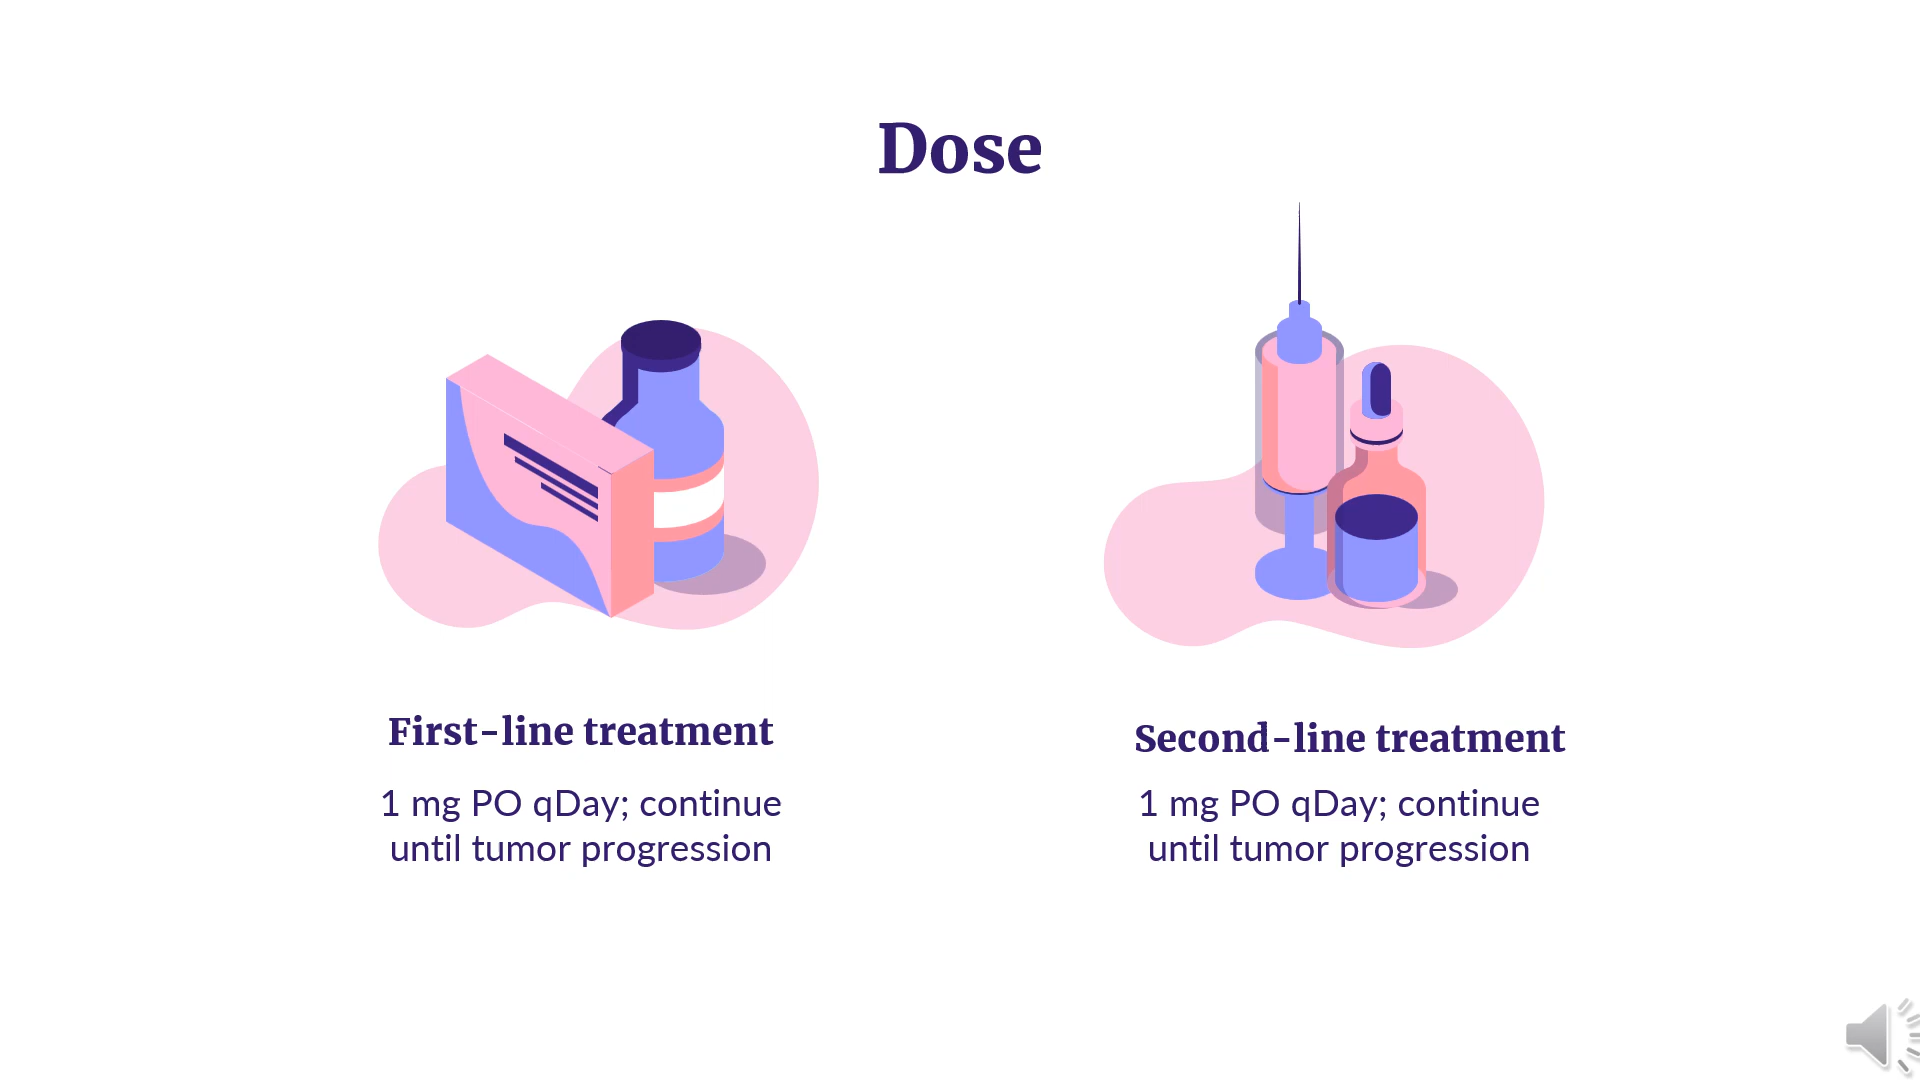 Dose
First-line treatment
1 mg PO qDay; continue
until tumor progression
Second-line treatment
1 mg PO qDay; continue
until tumor progression